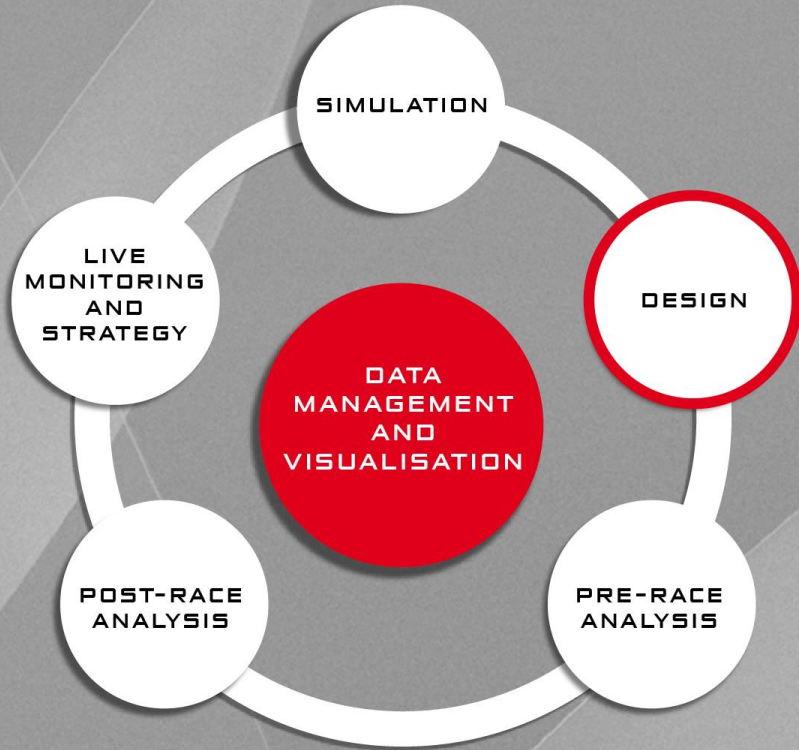 SIMULATION
DESIGN
LIVE
MONITORING
AND
STRATEGY
DATA
MANAGEMENT
AND
VISUALISATION
POST-RACE
ANALYSIS
PRE-RACE
ANALYSIS